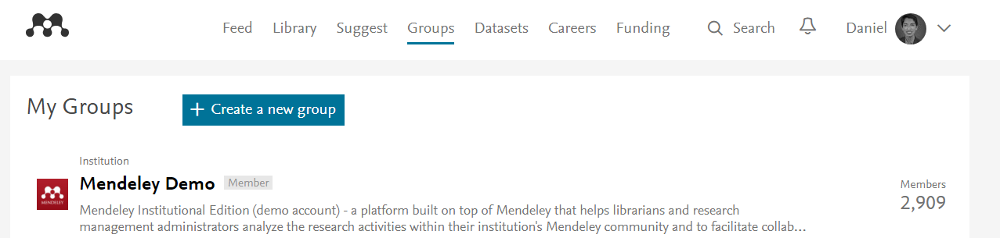 Feed Library Suggest Groups Datasets Careers Funding Search Daniel
My Groups
+ Create a new group
Institution
Mendeley Demo Member
MENDELEY
Mendeley Institutional Edition (demo account) - a platform built on top of Mendeley that helps librarians and research
management administrators analyze the research activities within their institution's Mendeley community and to facilitate collab...
Members
2,909